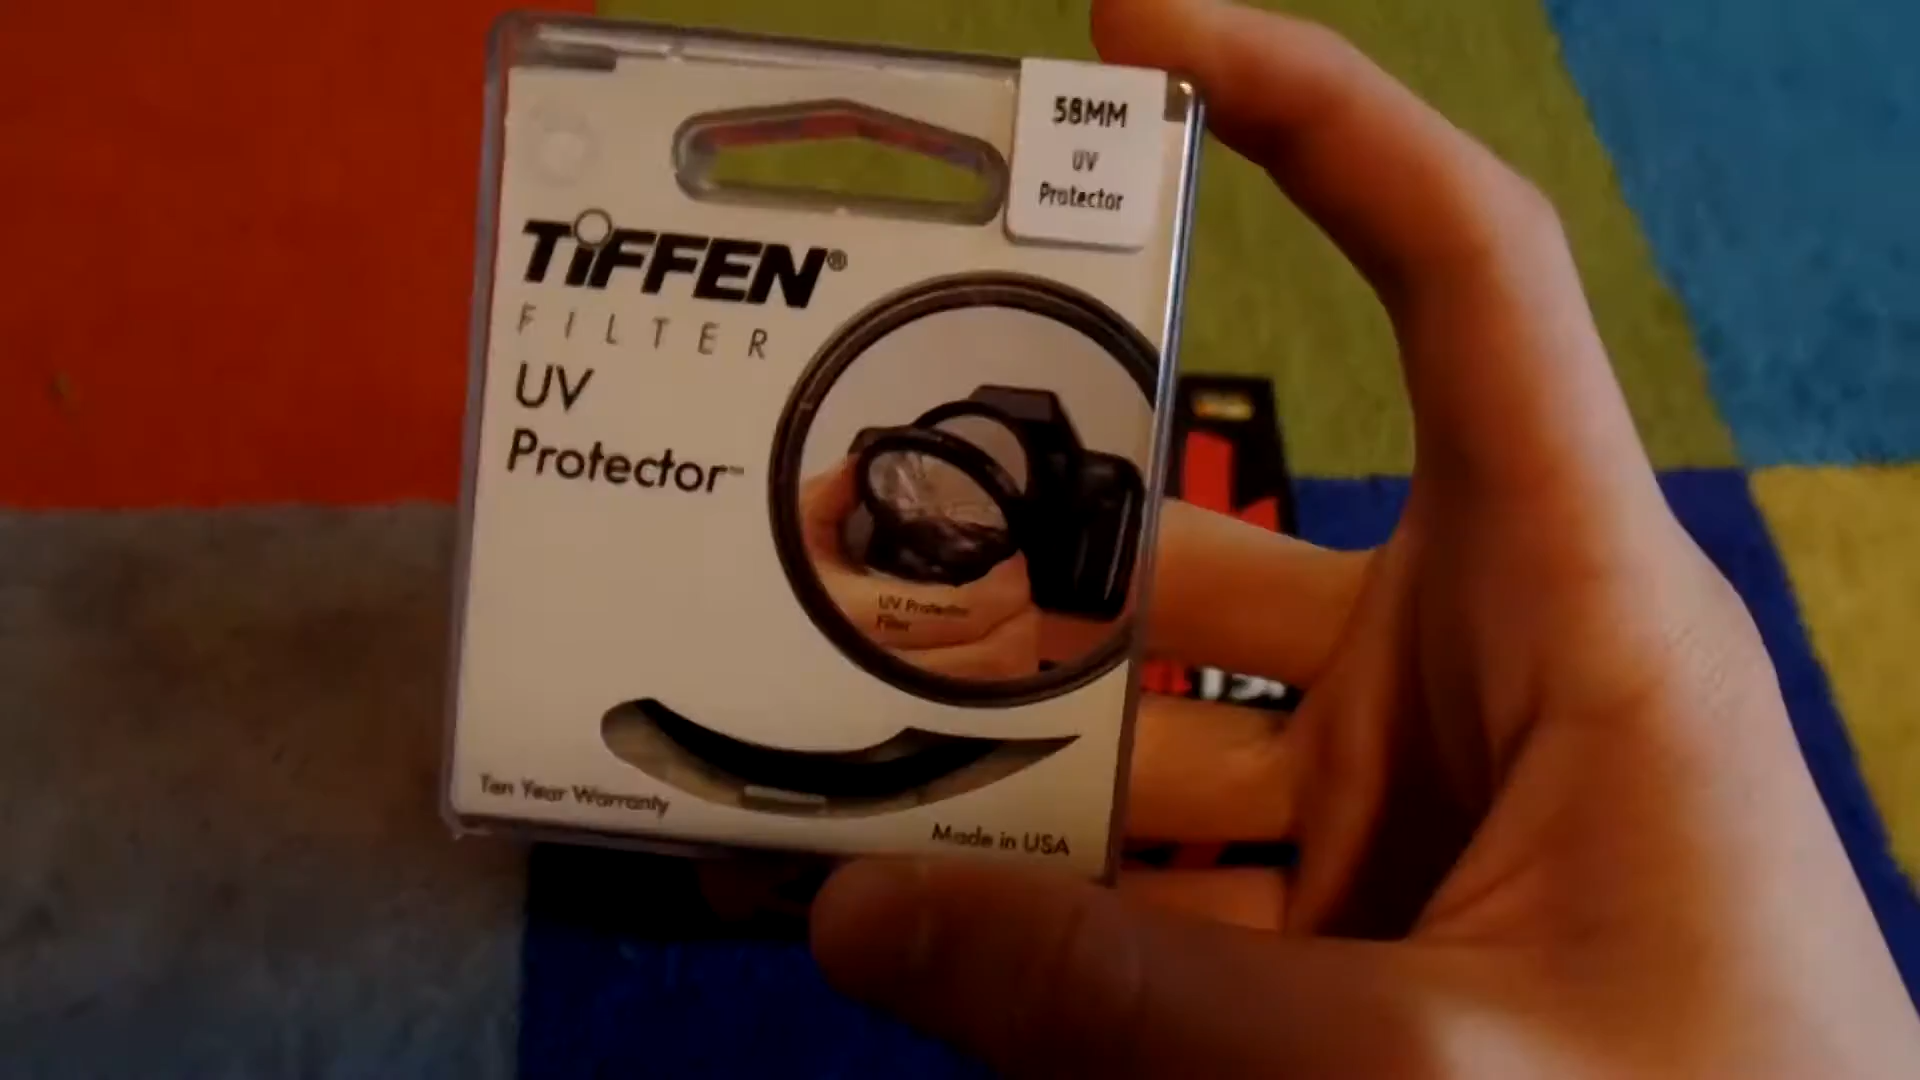 58MM
UV
Protector
TiFFEN®
FILTER
UV
Protector™
UV Protector
Filter
Ten Year Warranty
Made in USA